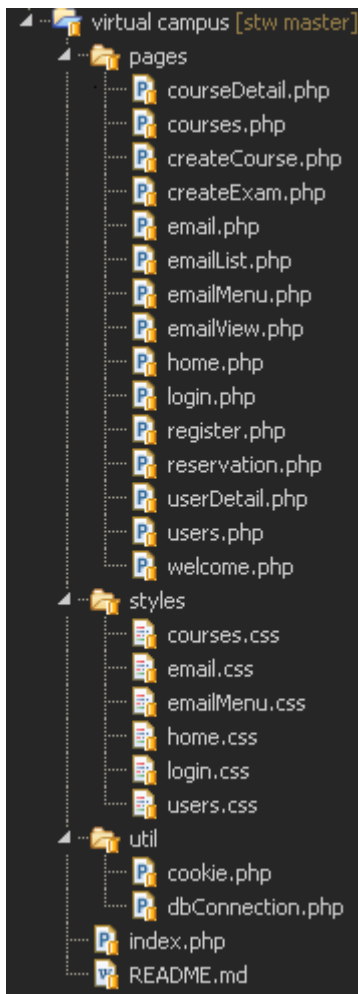 virtual campus [stw master]
pages
courseDetail.php
courses.php
createCourse.php
createExam.php
email.php
emailList.php
emailMenu.php
emailView.php
home.php
login.php
register.php
reservation.php
userDetail.php
users.php
welcome.php
styles
courses.css
email.css
emailMenu.css
home.css
login.css
users.css
util
cookie.php
dbConnection.php
index.php
README.md